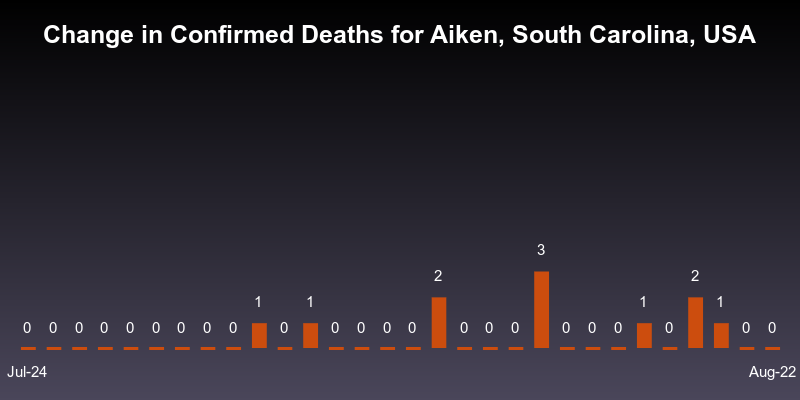 Change in Confirmed Deaths for Aiken, South Carolina, USA
3
2 2
1 1 1 1
0 0 0 0 0 0 0 0 0 0 0 0 0 0 0 0 0 0 0 0 0 0 0
Jul-24 Aug-22